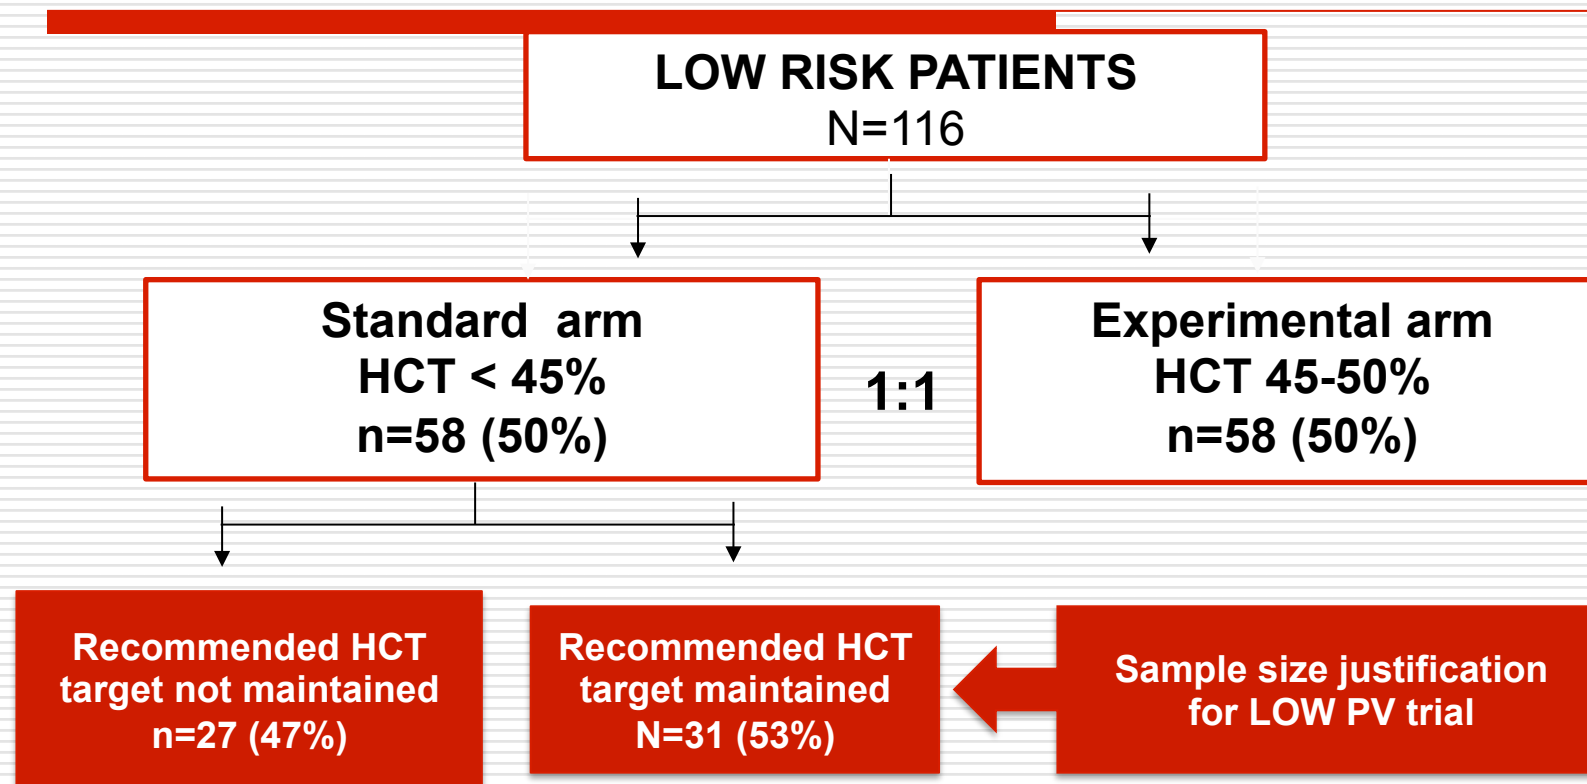 LOW RISK PATIENTS
N=116
Standard arm
HCT < 45%
n=58 (50%)
1:1
Experimental arm
HCT 45-50%
n=58 (50%)
Recommended HCT
target not maintained
n=27 (47%)
Recommended HCT
target maintained
N=31 (53%)
Sample size justification
for LOW PV trial